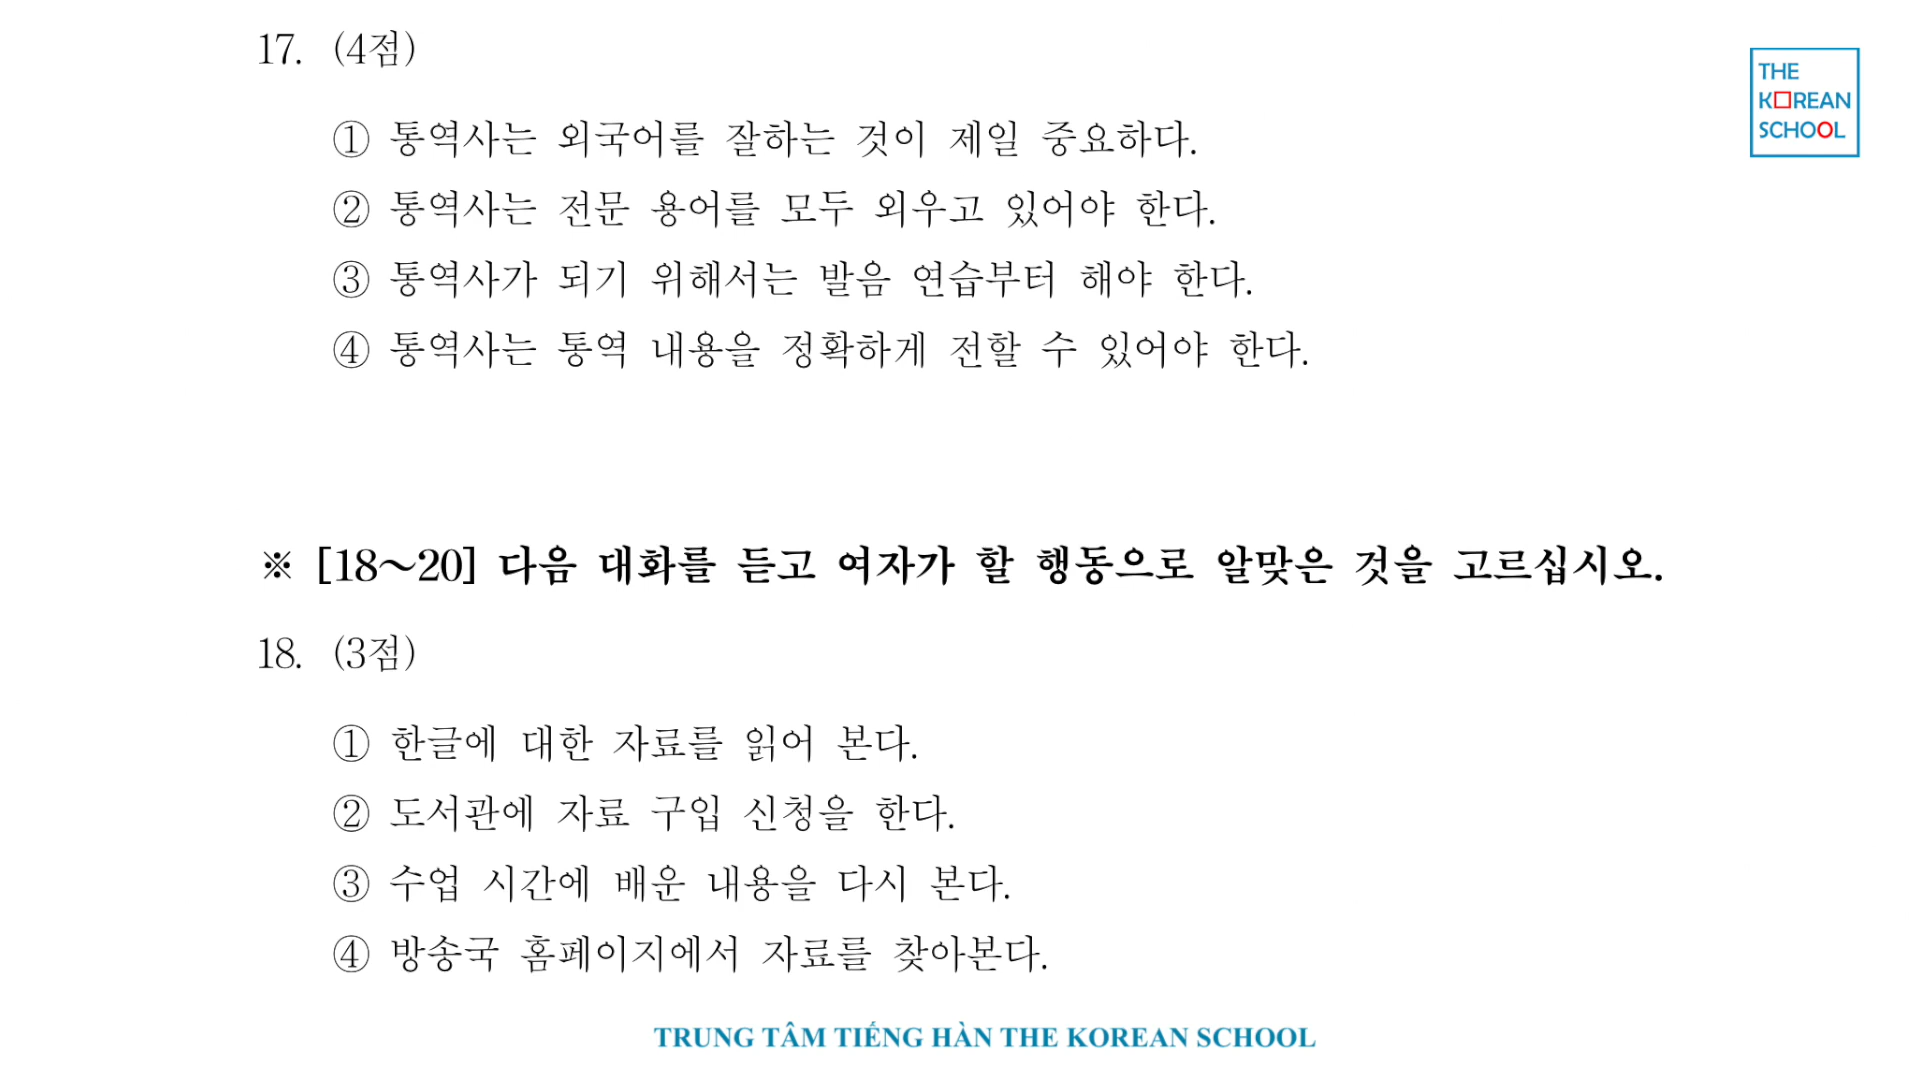 17. (4점)
THE
KOREAN
SCHOOL
① 통역사는 외국어를 잘하는 것이 제일 중요하다.
② 통역사는 전문 용어를 모두 외우고 있어야 한다.
③ 통역사가 되기 위해서는 발음 연습부터 해야 한다.
④ 통역사는 통역 내용을 정확하게 전할 수 있어야 한다.
※ [18～20] 다음 대화를 듣고 여자가 할 행동으로 알맞은 것을 고르십시오.
18. (3점)
① 한글에 대한 자료를 읽어 본다.
② 도서관에 자료 구입 신청을 한다.
③ 수업 시간에 배운 내용을 다시 본다.
④ 방송국 홈페이지에서 자료를 찾아본다.
TRUNG TÂM TIẾNG HÀN THE KOREAN SCHOOL